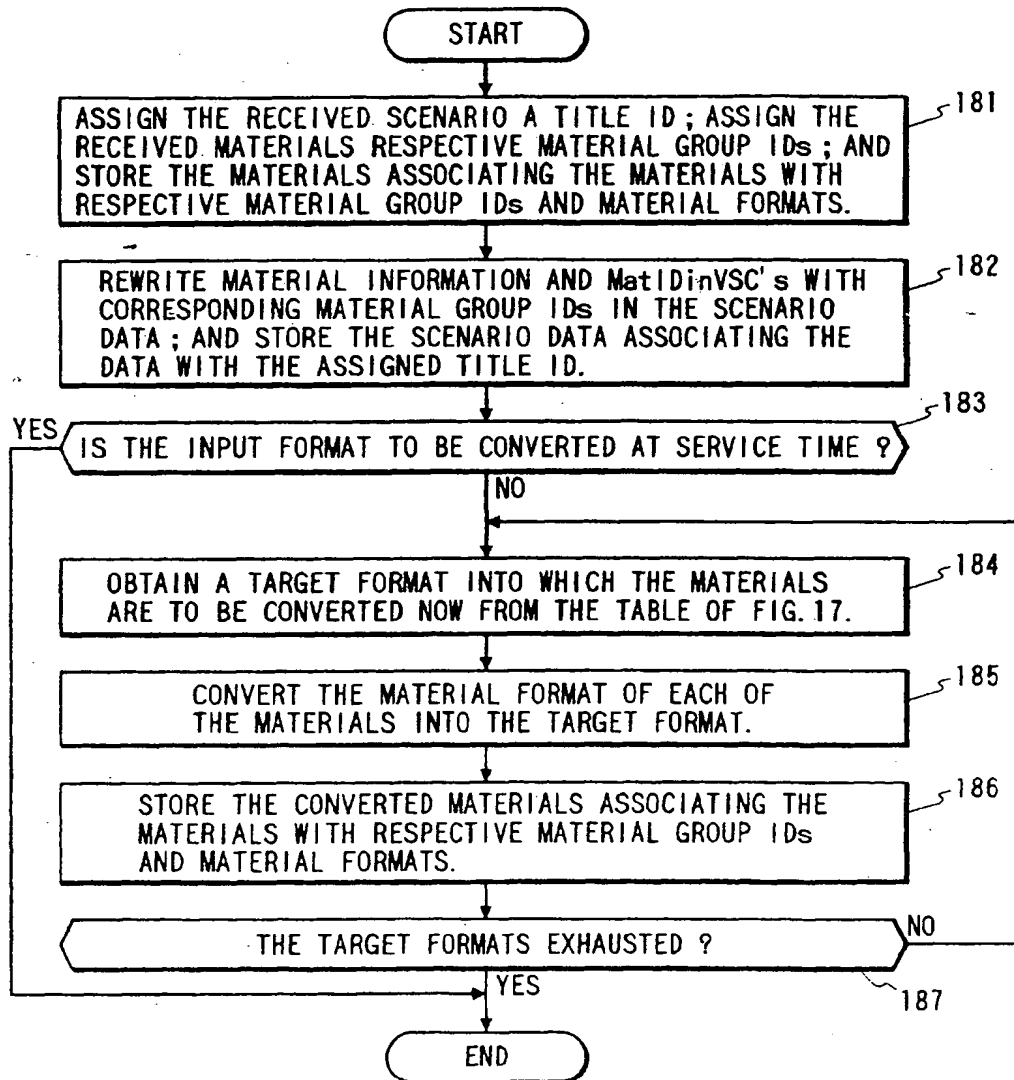 START
181
ASSIGN THE RECEIVED SCENARIO A TITLE ID; ASSIGN THE
RECEIVED MATERIALS RESPECTIVE MATERIAL GROUP IDs; AND
STORE THE MATERIALS ASSOCIATING THE MATERIALS WITH
RESPECTIVE MATERIAL GROUP IDs AND MATERIAL FORMATS.
182
REWRITE MATERIAL INFORMATION AND MatIDinVSC's WITH
CORRESPONDING MATERIAL GROUP IDs IN THE SCENARIO
DATA; AND STORE THE SCENARIO DATA ASSOCIATING THE
DATA WITH THE ASSIGNED TITLE ID.
183
YES
IS THE INPUT FORMAT TO BE CONVERTED AT SERVICE TIME ?
NO
184
OBTAIN A TARGET FORMAT INTO WHICH THE MATERIALS
ARE TO BE CONVERTED NOW FROM THE TABLE OF FIG. 17.
185
CONVERT THE MATERIAL FORMAT OF EACH OF
THE MATERIALS INTO THE TARGET FORMAT.
186
STORE THE CONVERTED MATERIALS ASSOCIATING THE
MATERIALS WITH RESPECTIVE MATERIAL GROUP IDs
AND MATERIAL FORMATS.
NO
THE TARGET FORMATS EXHAUSTED ?
YES
187
END